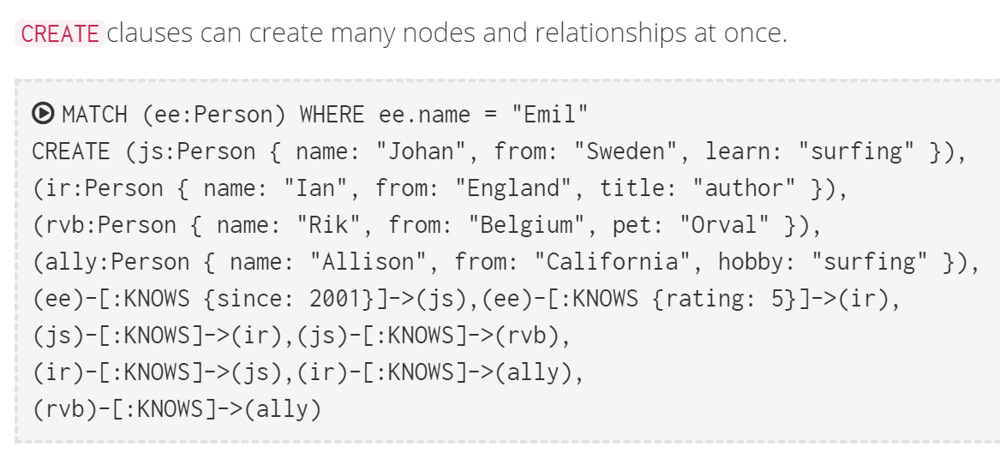 CREATE clauses can create many nodes and relationships at once.
MATCH (ee:Person) WHERE ee.name = "Emil"
CREATE (js:Person { name: "Johan", from: "Sweden", learn: "surfing" }),
(ir:Person { name: "Ian", from: "England", title: "author" }),
(rvb:Person { name: "Rik", from: "Belgium", pet: "Orval" }),
(ally:Person { name: "Allison", from: "California", hobby: "surfing" }),
(ee)-[:KNOWS {since: 2001}]->(js),(ee)-[:KNOWS {rating: 5}]->(ir),
(js)-[:KNOWS]->(ir),(js)-[:KNOWS]->(rvb),
(ir)-[:KNOWS]->(js),(ir)-[:KNOWS]->(ally),
(rvb)-[:KNOWS]->(ally)